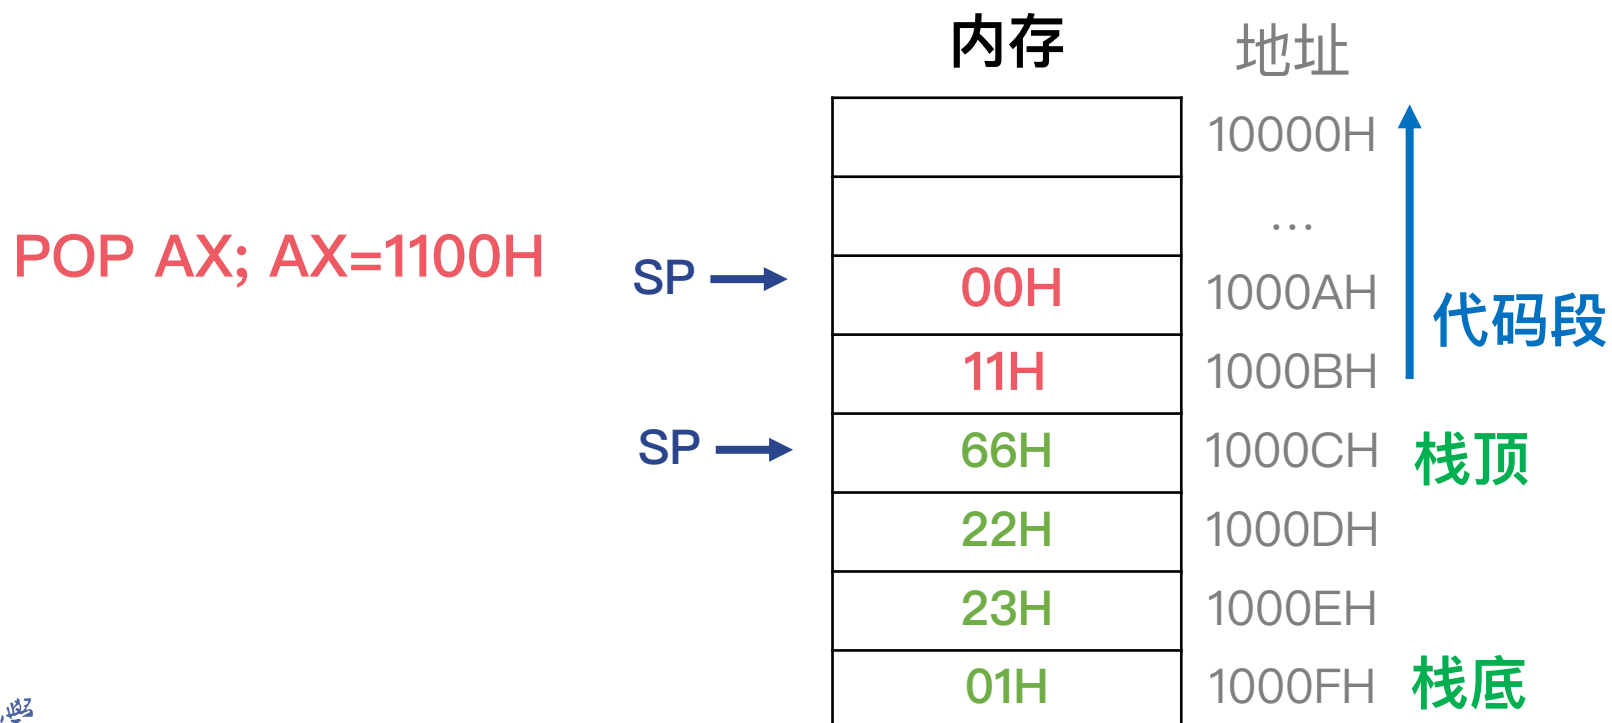 内存 地址
10000H
POP AX; AX=1100H
...
SP 00H 1000AH
代码段
11H 1000BH
SP 66H 1000CH 栈顶
22H 1000DH
23H 1000EH
01H 1000FH 栈底